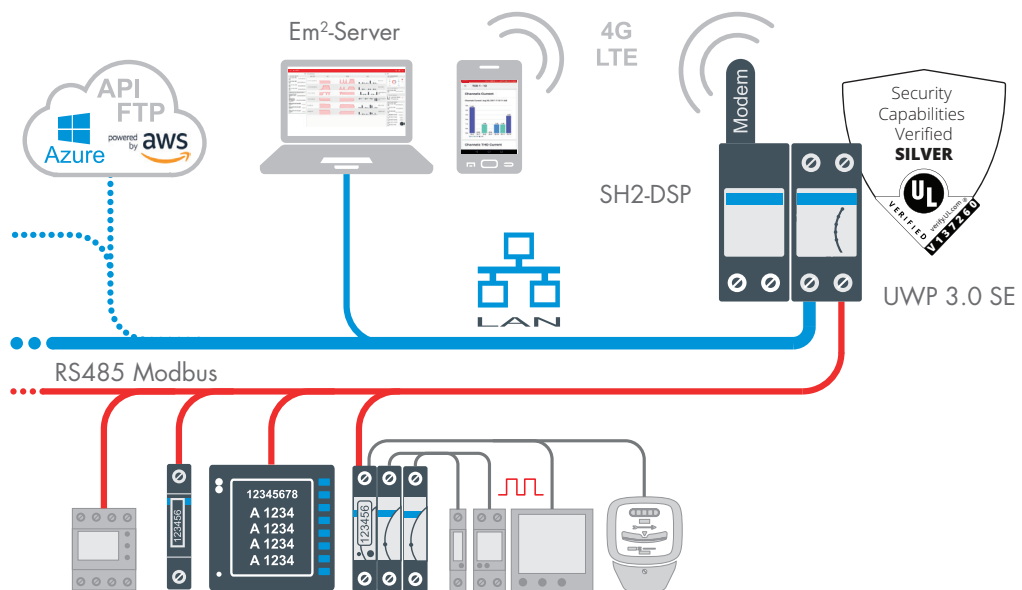 Em²-Server
4G
LTE
API
FTP
Azure
powered
by
aws
Modem
Security
Capabilities
Verified
SILVER
UL
VERIFIED
verify.UL.com
V137260
SH2-DSP
UWP 3.0 SE
LAN
RS485 Modbus
123456
12345678
A 1234
A 1234
A 1234
A 1234
123456